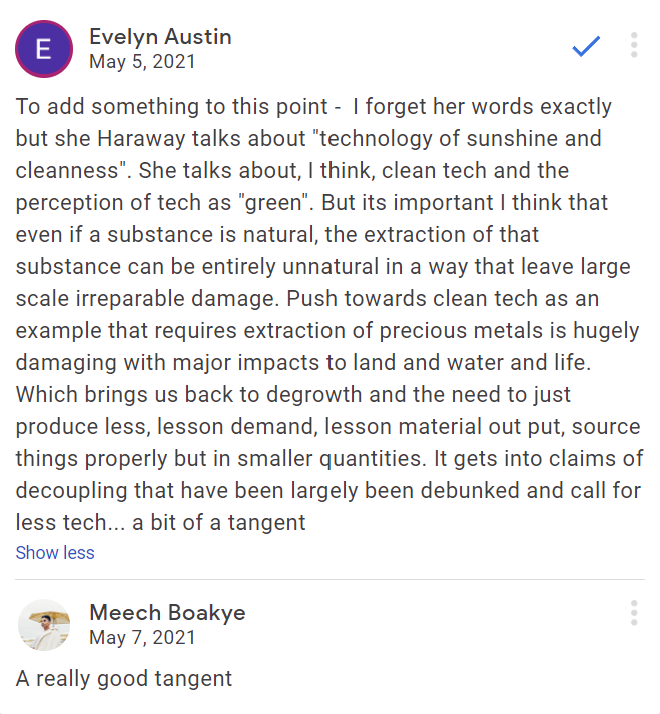 E
Evelyn Austin
May 5, 2021
To add something to this point -  I forget her words exactly
but she Haraway talks about "technology of sunshine and
cleanness". She talks about, I think, clean tech and the
perception of tech as "green". But its important I think that
even if a substance is natural, the extraction of that
substance can be entirely unnatural in a way that leave large
scale irreparable damage. Push towards clean tech as an
example that requires extraction of precious metals is hugely
damaging with major impacts to land and water and life.
Which brings us back to degrowth and the need to just
produce less, lesson demand, lesson material out put, source
things properly but in smaller quantities. It gets into claims of
decoupling that have been largely been debunked and call for
less tech... a bit of a tangent
Show less
Meech Boakye
May 7, 2021
A really good tangent